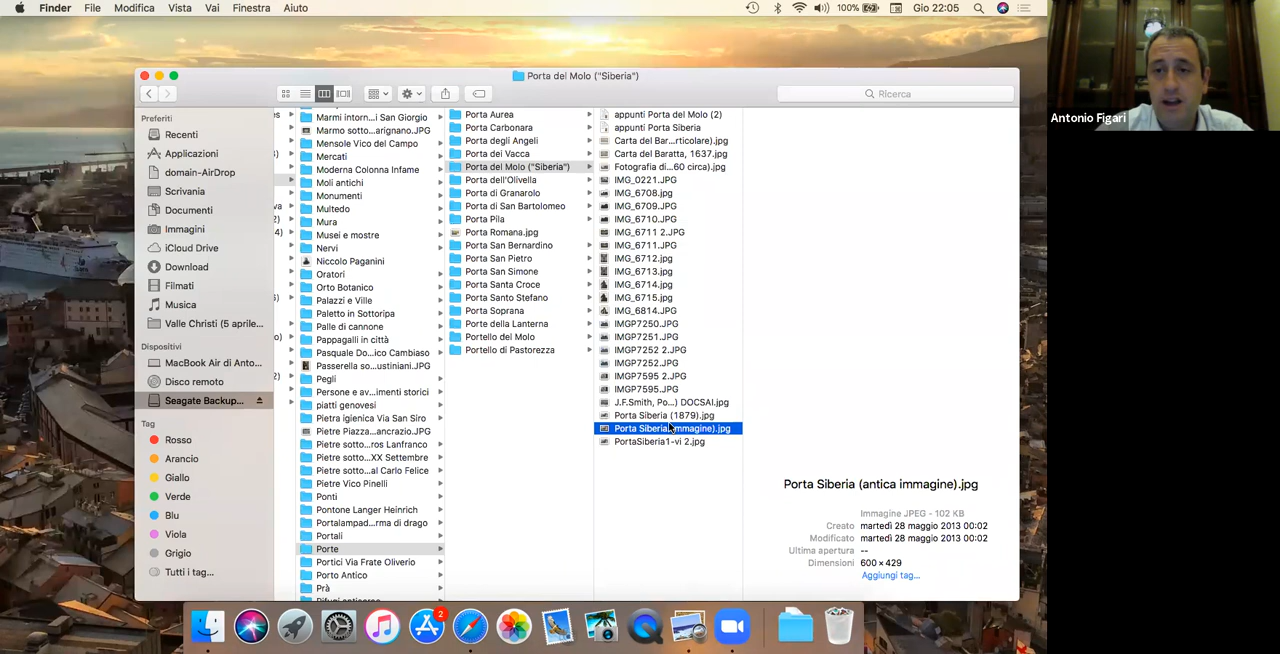 Finder File Modifica Vista Vai Finestra Aiuto 100% Gio 22:05
Porta del Molo ("Siberia")
Ricerca
Preferiti
Recenti
Applicazioni
domain-AirDrop
Scrivania
Documenti
Immagini
iCloud Drive
Download
Filmati
Musica
Valle Christi (5 aprile...
Dispositivi
MacBook Air di Anto...
Disco remoto
Seagate Backup...
Tag
Rosso
Arancio
Giallo
Verde
Blu
Viola
Grigio
Tutti i tag...
Marmi intorn...i San Giorgio
Marmo sotto...arignano.JPG
Mensole Vico del Campo
Mercati
Moderna Colonna Infame
Moli antichi
Monumenti
Multedo
Mura
Musei e mostre
Nervi
Niccolo Paganini
Oratori
Orto Botanico
Palazzi e Ville
Paletto in Sottoripa
Palle di cannone
Pappagalli in città
Pasquale Do...ico Cambiaso
Passerella so...ustiniani.JPG
Pegli
Persone e av...imenti storici
piatti genovesi
Pietra igienica Via San Siro
Pietre Piazza...ancrazio.JPG
Pietre sotto...ros Lanfranco
Pietre sotto...XX Settembre
Pietre sotto...al Carlo Felice
Pietre Vico Pinelli
Ponti
Pontone Langer Heinrich
Portalampad...rma di drago
Portali
Porte
Portici Via Frate Oliverio
Porto Antico
Prà
Porta Aurea
Porta Carbonara
Porta degli Angeli
Porta dei Vacca
Porta del Molo ("Siberia")
Porta dell'Olivella
Porta di Granarolo
Porta di San Bartolomeo
Porta Pila
Porta Romana.jpg
Porta San Bernardino
Porta San Pietro
Porta San Simone
Porta Santa Croce
Porta Santo Stefano
Porta Soprana
Porte della Lanterna
Portello del Molo
Portello di Pastorezza
appunti Porta del Molo (2)
appunti Porta Siberia
Carta del Bar...rticolare).jpg
Carta del Baratta, 1637.jpg
Fotografia di...60 circa).jpg
IMG_0221.JPG
IMG_6708.jpg
IMG_6709.JPG
IMG_6710.JPG
IMG_6711 2.JPG
IMG_6711.JPG
IMG_6712.jpg
IMG_6713.jpg
IMG_6714.jpg
IMG_6715.jpg
IMG_6814.JPG
IMGP7250.JPG
IMGP7251.JPG
IMGP7252 2.JPG
IMGP7252.JPG
IMGP7595 2.JPG
IMGP7595.JPG
J.F.Smith, Po...) DOCSAI.jpg
Porta Siberia (1879).jpg
Porta Siberia mmagine).jpg
PortaSiberia1-vi 2.jpg
Porta Siberia (antica immagine).jpg
Immagine JPEG - 102 KB
Creato martedì 28 maggio 2013 00:02
Modificato martedì 28 maggio 2013 00:02
Ultima apertura --
Dimensioni 600 × 429
Aggiungi tag...
2
Antonio Figari